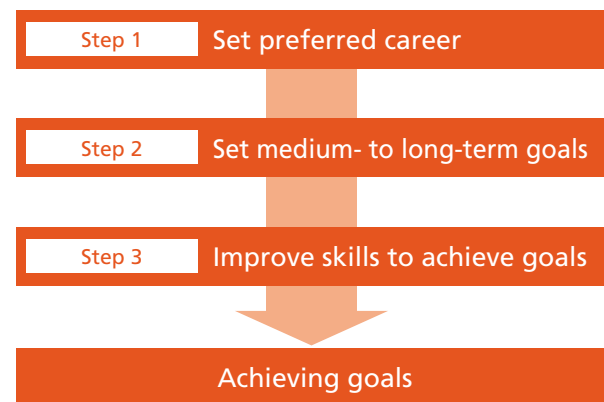 Step 1 Set preferred career
Step 2 Set medium- to long-term goals
Step 3 Improve skills to achieve goals
Achieving goals